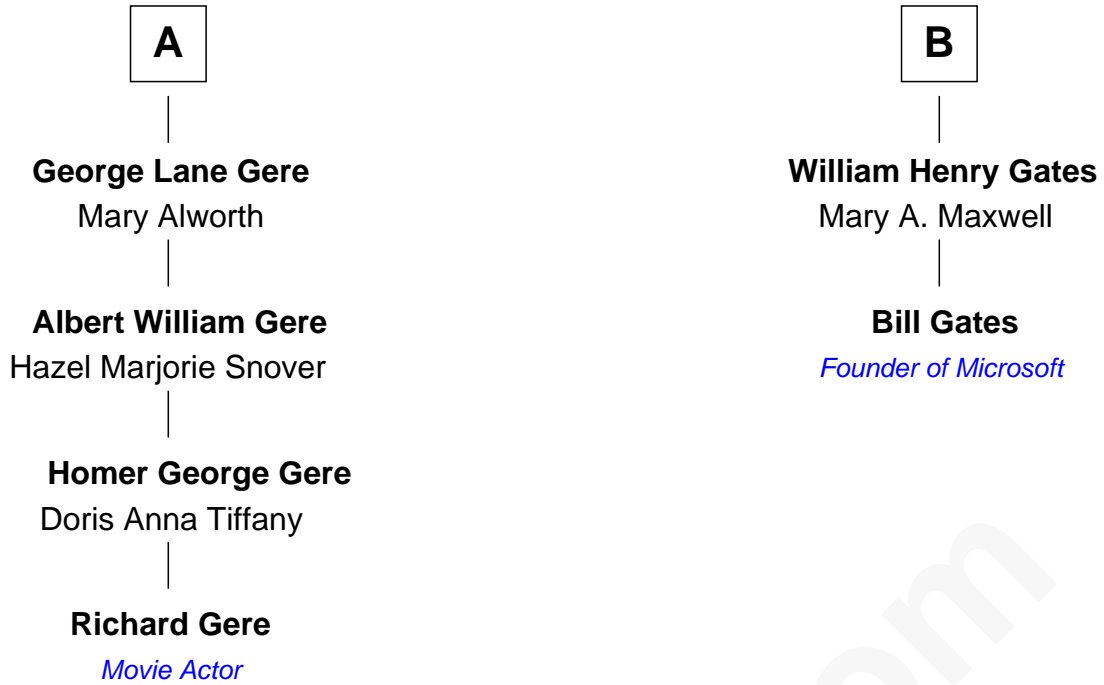 A
George Lane Gere
Mary Alworth
Albert William Gere
Hazel Marjorie Snover
Homer George Gere
Doris Anna Tiffany
Richard Gere
Movie Actor
B
William Henry Gates
Mary A. Maxwell
Bill Gates
Founder of Microsoft
om